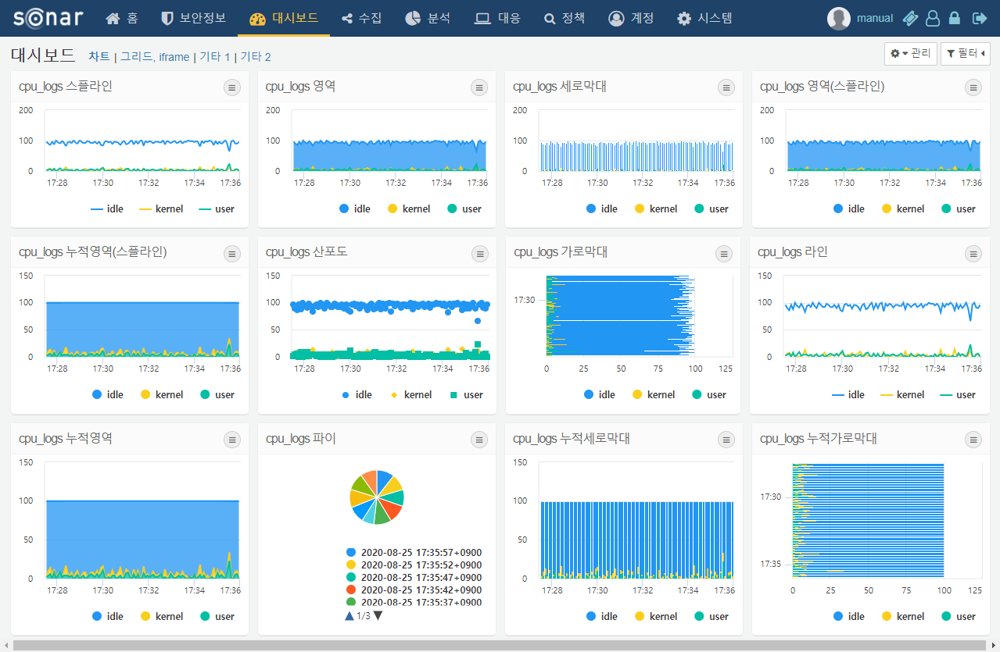 sonar 홈 보안정보 대시보드 수집 분석 대응 정책 계정 시스템 manual
대시보드 차트 | 그리드, iframe | 기타 1 | 기타 2 관리 필터
cpu_logs 스플라인
200
100
0
17:28 17:30 17:32 17:34 17:36
idle kernel user
cpu_logs 영역
200
100
0
17:28 17:30 17:32 17:34 17:36
idle kernel user
cpu_logs 세로막대
200
100
0
17:28 17:30 17:32 17:34 17:36
idle kernel user
cpu_logs 영역(스플라인)
200
100
0
17:28 17:30 17:32 17:34 17:36
idle kernel user
cpu_logs 누적영역(스플라인)
150
100
50
0
17:28 17:30 17:32 17:34 17:36
idle kernel user
cpu_logs 산포도
150
100
50
0
17:28 17:30 17:32 17:34 17:36
idle kernel user
cpu_logs 가로막대
17:30
0 25 50 75 100 125
idle kernel user
cpu_logs 라인
150
100
50
0
17:28 17:30 17:32 17:34 17:36
idle kernel user
cpu_logs 누적영역
150
100
50
0
17:28 17:30 17:32 17:34 17:36
idle kernel user
cpu_logs 파이
2020-08-25 17:35:57+0900
2020-08-25 17:35:52+0900
2020-08-25 17:35:47+0900
2020-08-25 17:35:42+0900
2020-08-25 17:35:37+0900
1/3
cpu_logs 누적세로막대
150
100
50
0
17:28 17:30 17:32 17:34 17:36
idle kernel user
cpu_logs 누적가로막대
17:30
17:35
0 25 50 75 100 125
idle kernel user